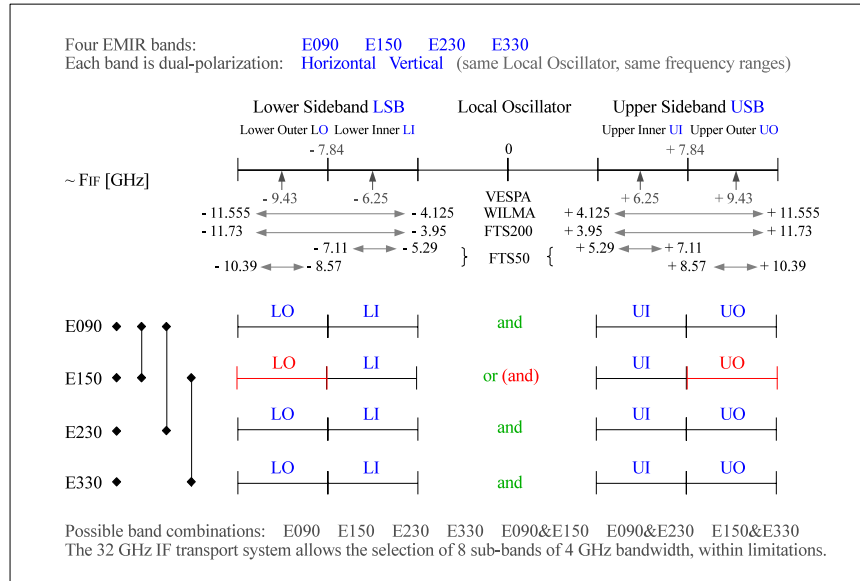 Four EMIR bands: E090 E150 E230 E330
Each band is dual-polarization: Horizontal Vertical (same Local Oscillator, same frequency ranges)
Lower Sideband LSB Local Oscillator Upper Sideband USB
Lower Outer LO Lower Inner LI Upper Inner UI Upper Outer UO
- 7.84 0 + 7.84
~ FIF [GHz]
- 9.43 - 6.25 VESPA + 6.25 + 9.43
- 11.555 - 4.125 WILMA + 4.125 + 11.555
- 11.73 - 3.95 FTS200 + 3.95 + 11.73
- 7.11 - 5.29 + 5.29 + 7.11
} FTS50 {
- 10.39 - 8.57 + 8.57 + 10.39
E090 LO LI and UI UO
E150 LO LI or (and) UI UO
E230 LO LI and UI UO
E330 LO LI and UI UO
Possible band combinations: E090 E150 E230 E330 E090&E150 E090&E230 E150&E330
The 32 GHz IF transport system allows the selection of 8 sub-bands of 4 GHz bandwidth, within limitations.